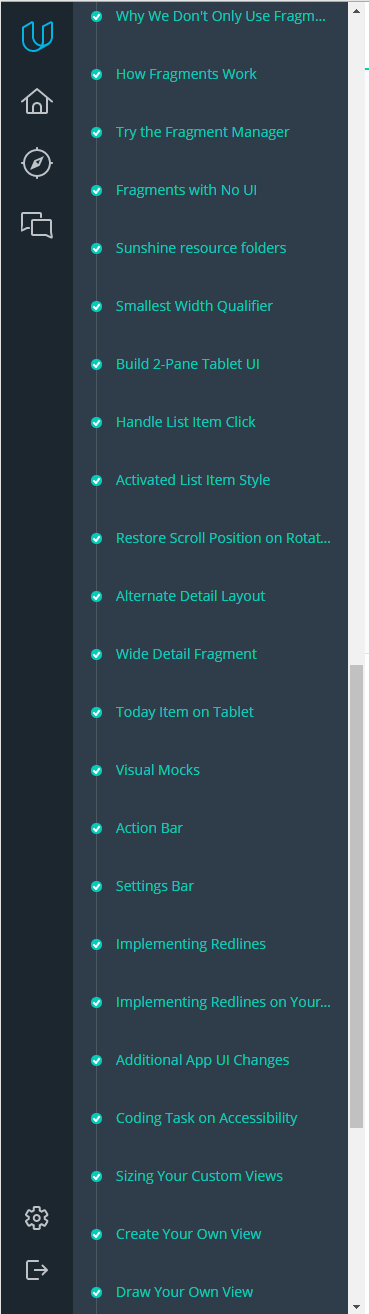 Why We Don't Only Use Fragm...
How Fragments Work
Try the Fragment Manager
Fragments with No UI
Sunshine resource folders
Smallest Width Qualifier
Build 2-Pane Tablet UI
Handle List Item Click
Activated List Item Style
Restore Scroll Position on Rotat...
Alternate Detail Layout
Wide Detail Fragment
Today Item on Tablet
Visual Mocks
Action Bar
Settings Bar
Implementing Redlines
Implementing Redlines on Your...
Additional App UI Changes
Coding Task on Accessibility
Sizing Your Custom Views
Create Your Own View
Draw Your Own View